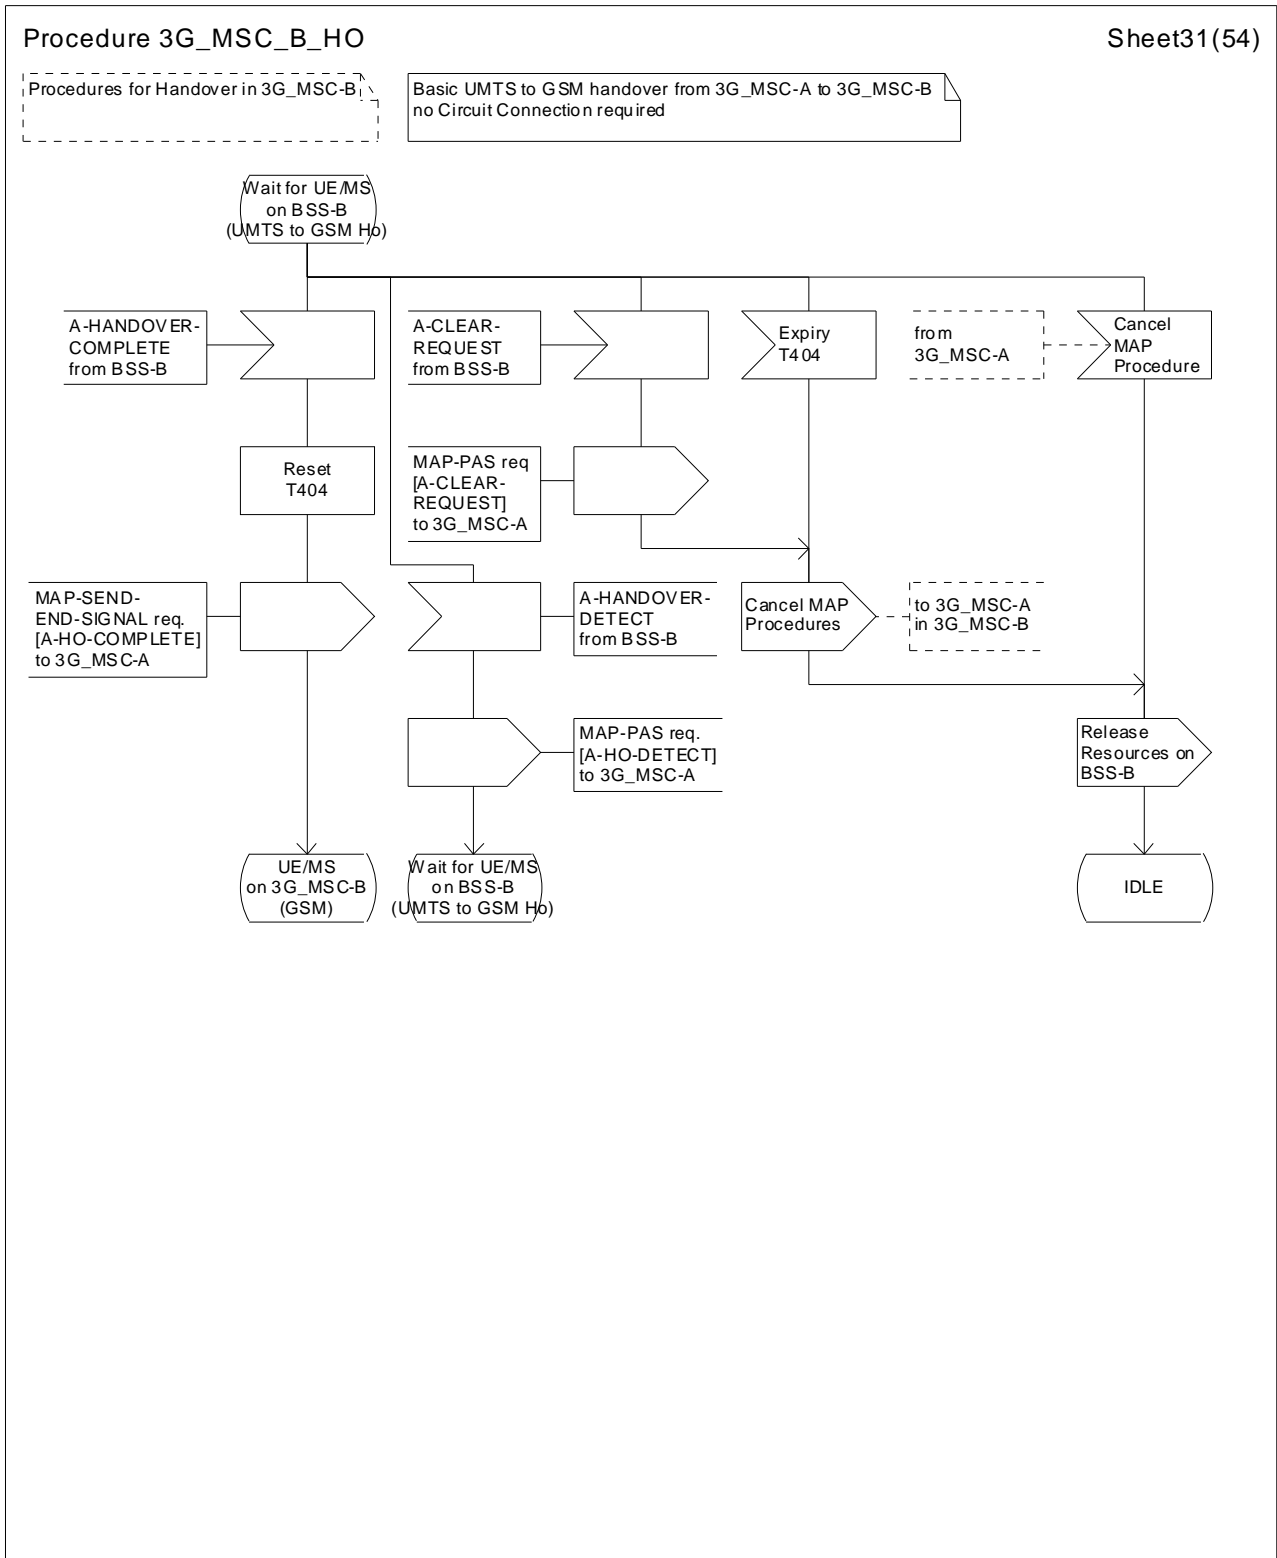 Procedure 3G_MSC_B_HO
Sheet31(54)
Procedures for Handover in 3G_MSC-B
Basic UMTS to GSM handover from 3G_MSC-A to 3G_MSC-B
no Circuit Connection required
Wait for UE/MS
on BSS-B
(UMTS to GSM Ho)
A-HANDOVER-
COMPLETE
from BSS-B
A-CLEAR-
REQUEST
from BSS-B
Expiry
T404
from
3G_MSC-A
Cancel
MAP
Procedure
Reset
T404
MAP-PAS req
[A-CLEAR-
REQUEST]
to 3G_MSC-A
MAP-SEND-
END-SIGNAL req.
[A-HO-COMPLETE]
to 3G_MSC-A
A-HANDOVER-
DETECT
from BSS-B
Cancel MAP
Procedures
to 3G_MSC-A
in 3G_MSC-B
MAP-PAS req.
[A-HO-DETECT]
to 3G_MSC-A
Release
Resources on
BSS-B
UE/MS
on 3G_MSC-B
(GSM)
Wait for UE/MS
on BSS-B
(UMTS to GSM Ho)
IDLE